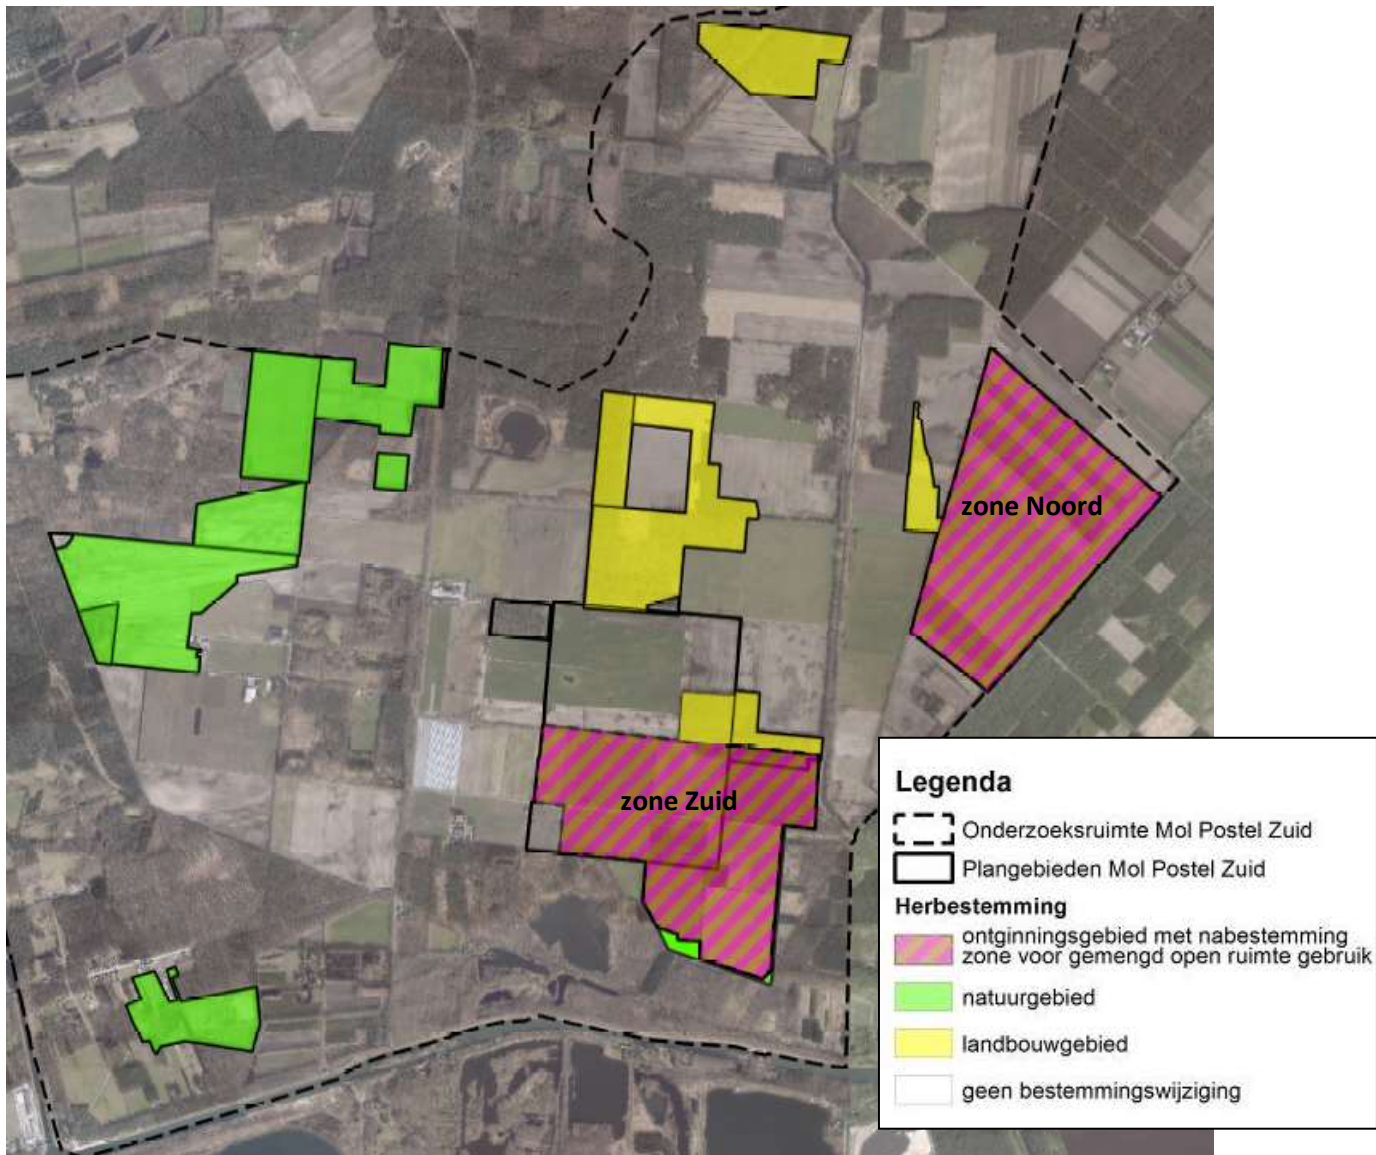 zone Noord
zone Zuid
Legenda
Onderzoeksruimte Mol Postel Zuid
Plangebieden Mol Postel Zuid
Herbestemming
ontginningsgebied met nabestemming
zone voor gemengd open ruimte gebruik
natuurgebied
landbouwgebied
geen bestemmingswijziging